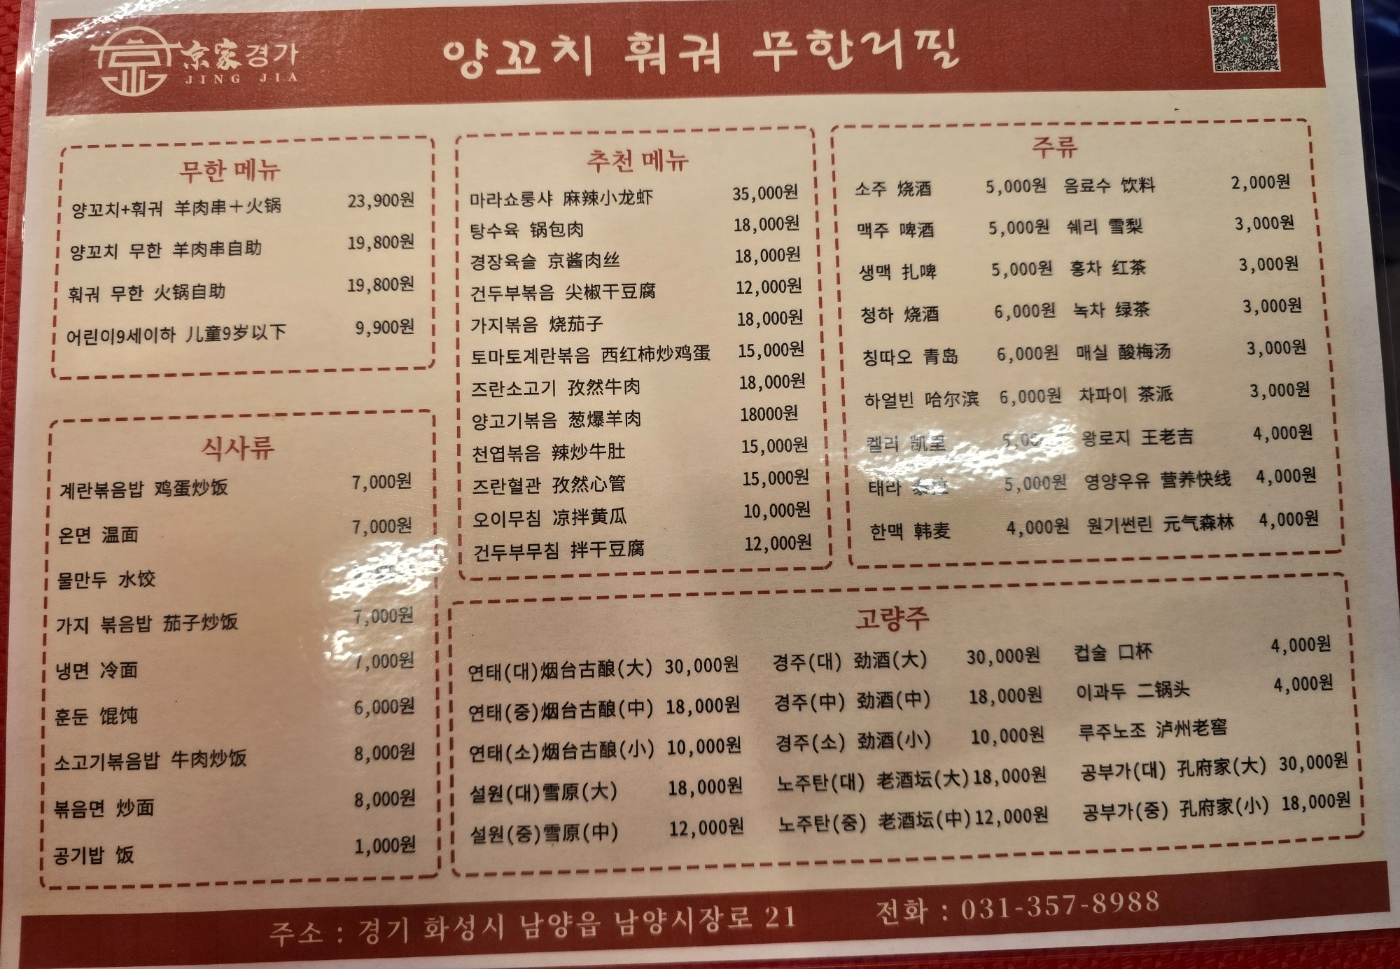 京家경가
JING JIA
양꼬치 훠궈 무한리필
무한 메뉴
양꼬치+훠궈 羊肉串+火锅 23,900원
양꼬치 무한 羊肉串自助 19,800원
훠궈 무한 火锅自助 19,800원
어린이9세이하 儿童9岁以下 9,900원
식사류
계란볶음밥 鸡蛋炒饭 7,000원
온면 温面 7,000원
물만두 水饺
가지 볶음밥 茄子炒饭 7,000원
냉면 冷面 7,000원
훈둔 馄饨 6,000원
소고기볶음밥 牛肉炒饭 8,000원
볶음면 炒面 8,000원
공기밥 饭 1,000원
추천 메뉴
마라쇼룽샤 麻辣小龙虾 35,000원
탕수육 锅包肉 18,000원
경장육슬 京酱肉丝 18,000원
건두부볶음 尖椒干豆腐 12,000원
가지볶음 烧茄子 18,000원
토마토계란볶음 西红柿炒鸡蛋 15,000원
즈란소고기 孜然牛肉 18,000원
양고기볶음 葱爆羊肉 18000원
천엽볶음 辣炒牛肚 15,000원
즈란혈관 孜然心管 15,000원
오이무침 凉拌黄瓜 10,000원
건두부무침 拌干豆腐 12,000원
주류
소주 烧酒 5,000원 음료수 饮料 2,000원
맥주 啤酒 5,000원 쉐리 雪梨 3,000원
생맥 扎啤 5,000원 홍차 红茶 3,000원
청하 烧酒 6,000원 녹차 绿茶 3,000원
칭따오 青岛 6,000원 매실 酸梅汤 3,000원
하얼빈 哈尔滨 6,000원 차파이 茶派 3,000원
켈리 凯里 왕로지 王老吉 4,000원
태라 5,000원 영양우유 营养快线 4,000원
한맥 韩麦 4,000원 원기썬린 元气森林 4,000원
고량주
연태(대)烟台古酿(大) 30,000원 경주(대) 劲酒(大) 30,000원 컵술 口杯 4,000원
연태(중)烟台古酿(中) 18,000원 경주(中) 劲酒(中) 18,000원 이과두 二锅头 4,000원
연태(소)烟台古酿(小) 10,000원 경주(소) 劲酒(小) 10,000원 루주노조 泸州老窖
설원(대)雪原(大) 18,000원 노주탄(대) 老酒坛(大) 18,000원 공부가(대) 孔府家(大) 30,000원
설원(중)雪原(中) 12,000원 노주탄(중) 老酒坛(中) 12,000원 공부가(중) 孔府家(小) 18,000원
주소 : 경기 화성시 남양읍 남양시장로 21 전화 : 031-357-8988